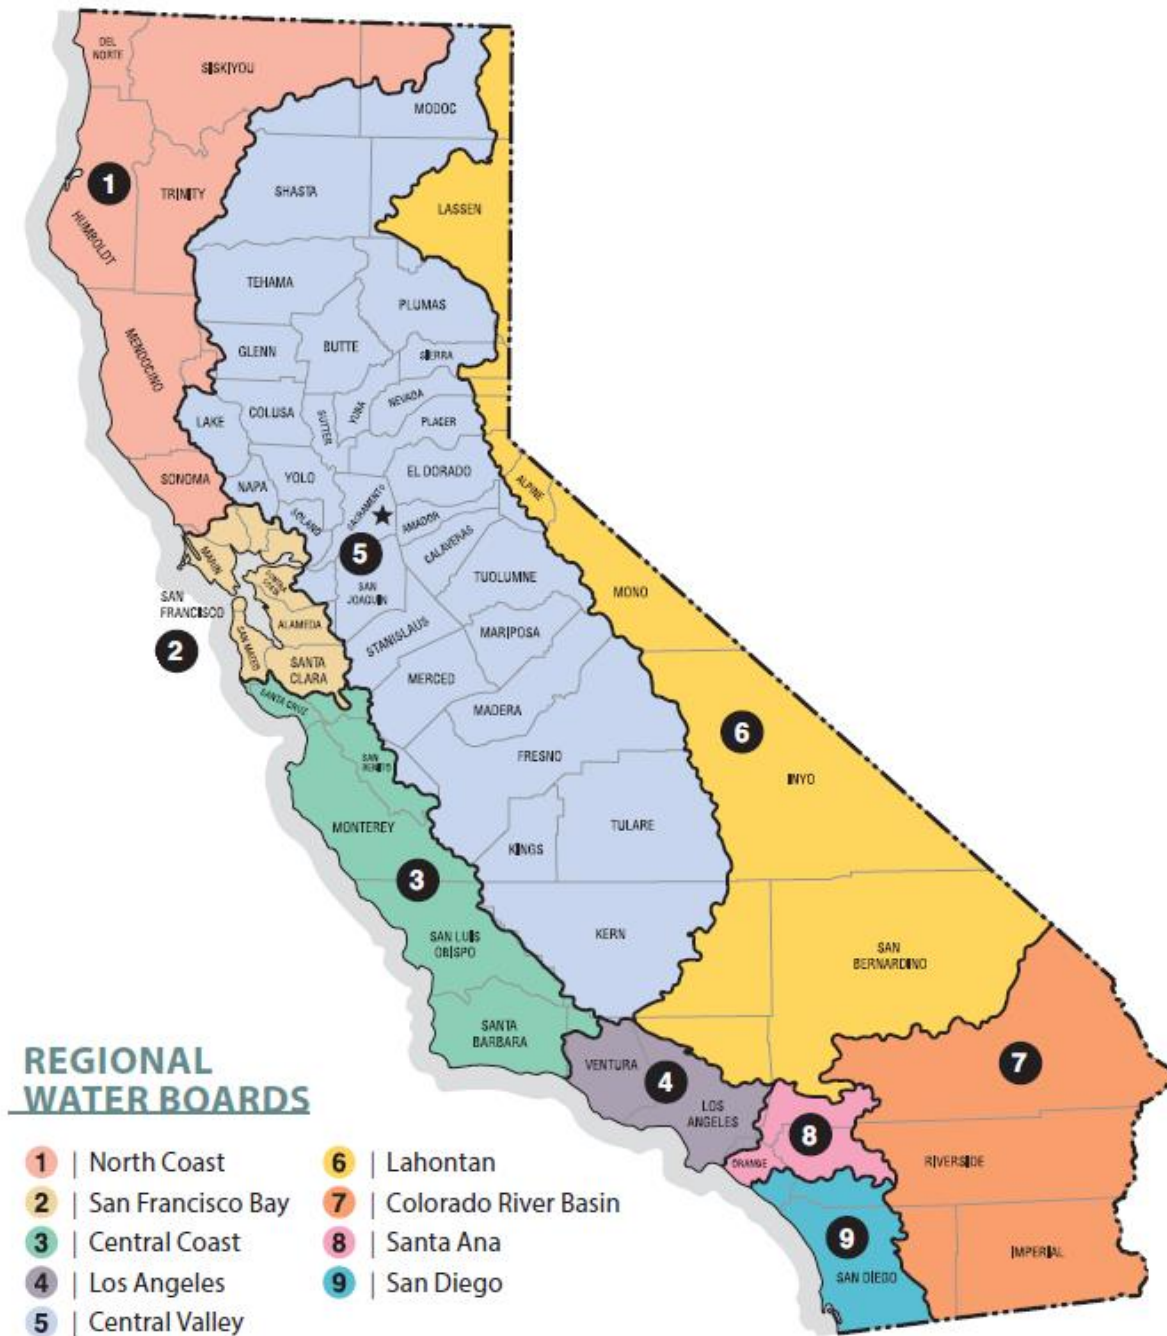 DEL
NORTE
SISKIYOU
MODOC
1
HUMBOLDT
TRINITY
SHASTA
LASSEN
TEHAMA
PLUMAS
MENDOCINO
GLENN
BUTTE
SIERRA
LAKE
COLUSA
SUTTER
YUBA
NEVADA
PLACER
SONOMA
NAPA
YOLO
EL DORADO
ALPINE
SOLANO
SACRAMENTO
AMADOR
CALAVERAS
5
MARIN
CONTRA
COSTA
SAN
JOAQUIN
TUOLUMNE
MONO
SAN
FRANCISCO
2
ALAMEDA
STANISLAUS
MARIPOSA
SAN MATEO
SANTA
CLARA
MERCED
SANTA CRUZ
MADERA
6
SAN
BENITO
FRESNO
INYO
MONTEREY
KINGS
TULARE
3
SAN LUIS
OBISPO
KERN
SAN
BERNARDINO
SANTA
BARBARA
VENTURA
4
LOS
ANGELES
7
8
ORANGE
RIVERSIDE
9
SAN DIEGO
IMPERIAL
REGIONAL
WATER BOARDS
1 | North Coast
2 | San Francisco Bay
3 | Central Coast
4 | Los Angeles
5 | Central Valley
6 | Lahontan
7 | Colorado River Basin
8 | Santa Ana
9 | San Diego